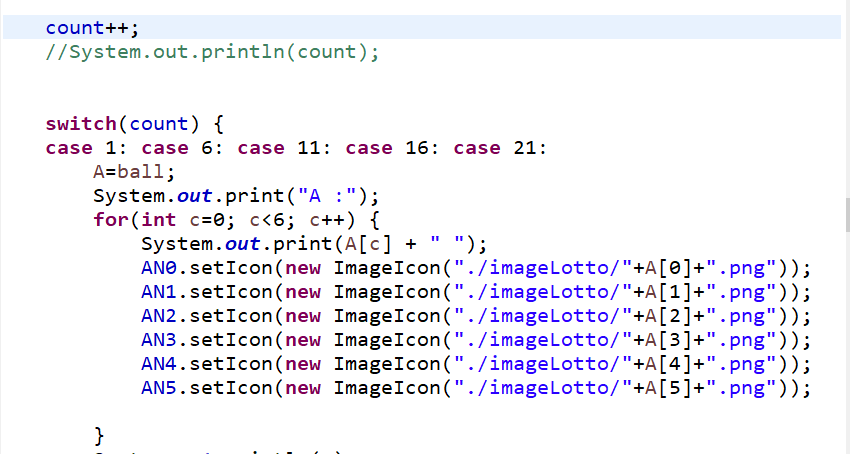 count++;
//System.out.println(count);
switch(count) {
case 1: case 6: case 11: case 16: case 21:
A=ball;
System.out.print("A :");
for(int c=0; c<6; c++) {
System.out.print(A[c] + " ");
AN0.setIcon(new ImageIcon("./imageLotto/"+A[0]+".png"));
AN1.setIcon(new ImageIcon("./imageLotto/"+A[1]+".png"));
AN2.setIcon(new ImageIcon("./imageLotto/"+A[2]+".png"));
AN3.setIcon(new ImageIcon("./imageLotto/"+A[3]+".png"));
AN4.setIcon(new ImageIcon("./imageLotto/"+A[4]+".png"));
AN5.setIcon(new ImageIcon("./imageLotto/"+A[5]+".png"));
}